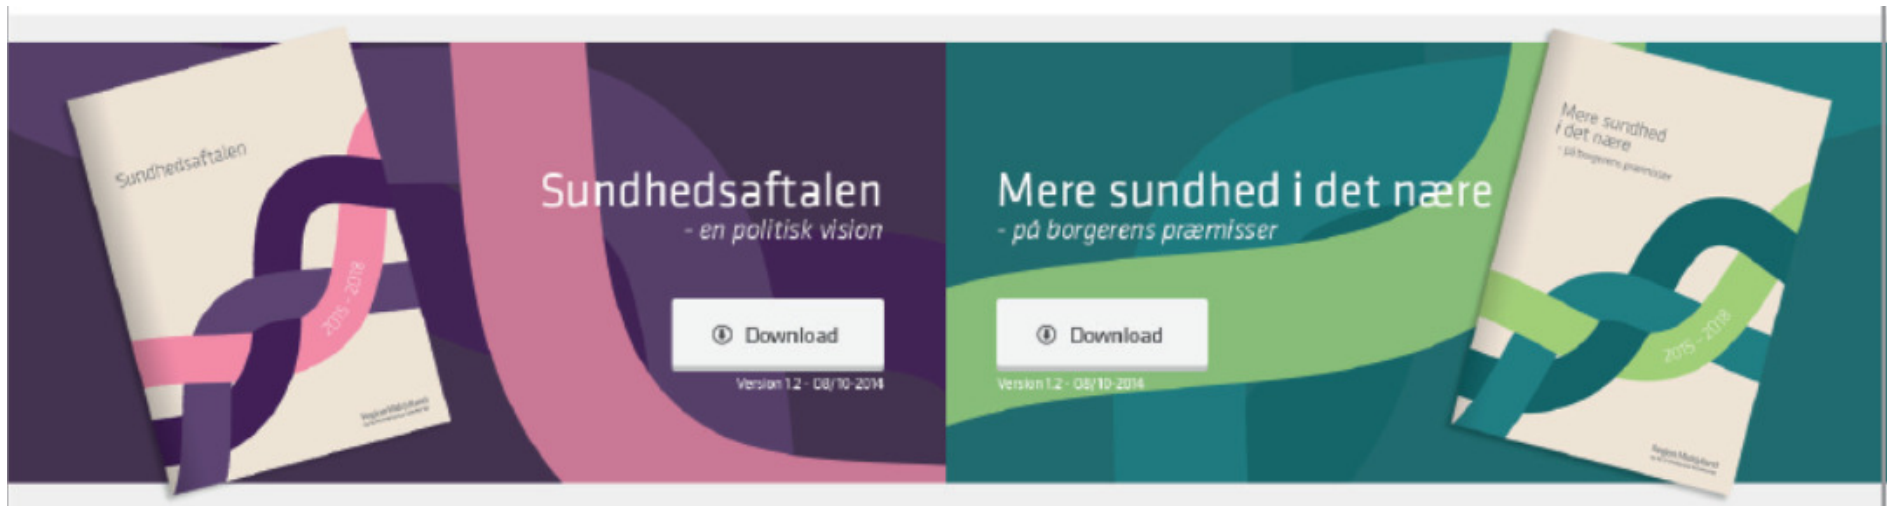 Sundhedsaftalen
2015 - 2018
Sundhedsaftalen
- en politisk vision
Download
Version 1.2 - 08/10-2014
Mere sundhed i det nære
- på borgerens præmisser
Download
Version 1.2 - 08/10-2014
Mere sundhed
i det nære
- på borgerens præmisser
2015 - 2018
Region Midtjylland